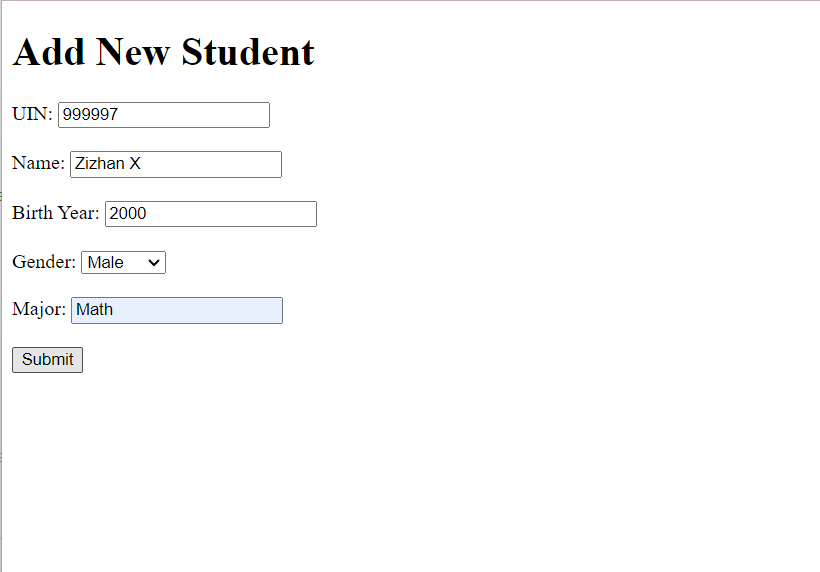 Add New Student
UIN: 999997
Name: Zizhan X
Birth Year: 2000
Gender: Male
Major: Math
Submit